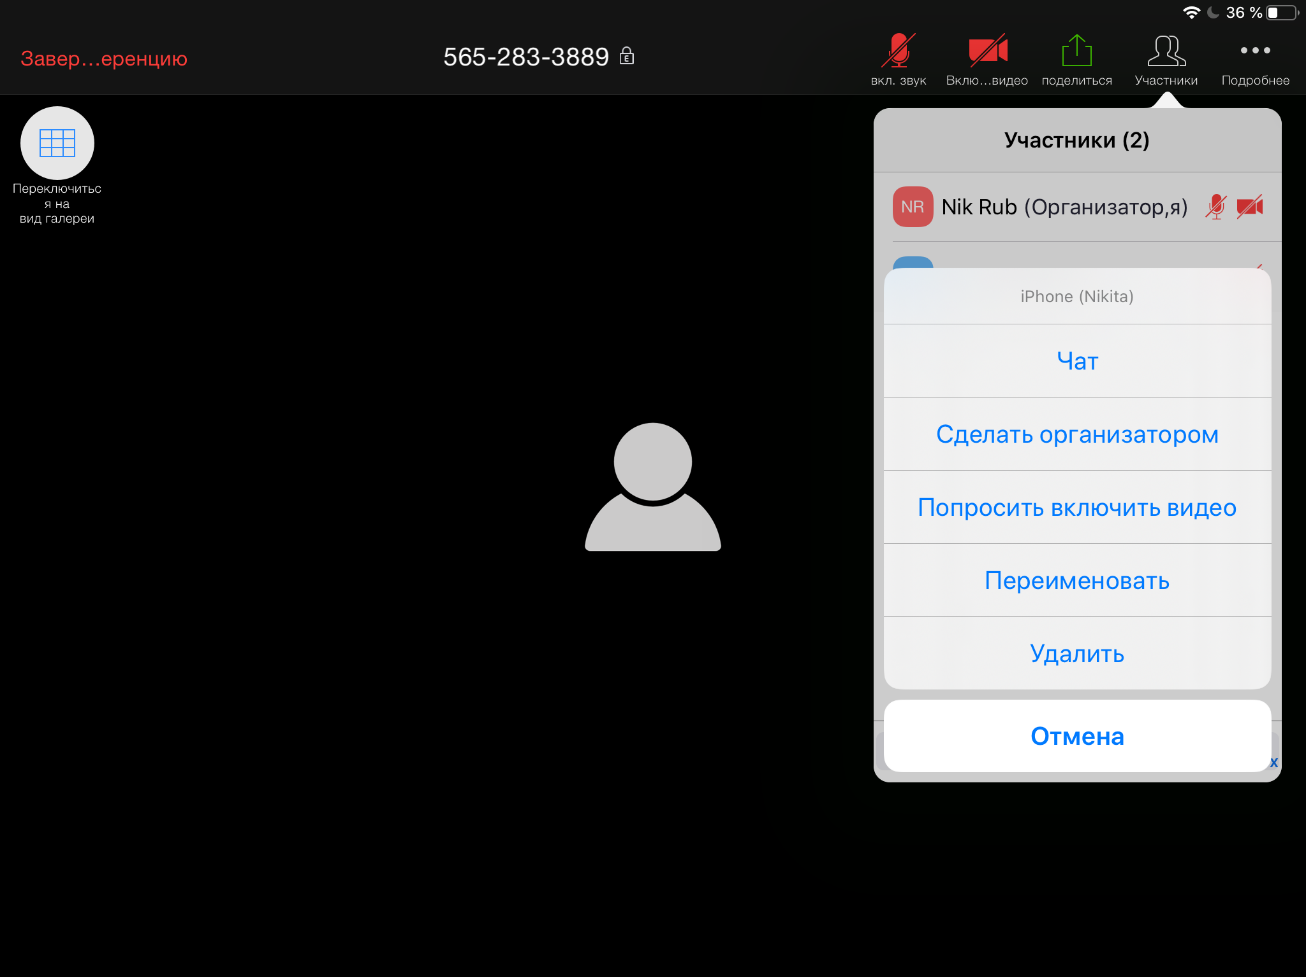 36 %
Завер...еренцию
565-283-3889
E
вкл. звук
Вклю...видео
поделиться
Участники
Подробнее
Переключитьс
я на
вид галереи
Участники (2)
NR
Nik Rub (Организатор,я)
iPhone (Nikita)
Чат
Сделать организатором
Попросить включить видео
Переименовать
Удалить
Отмена
х